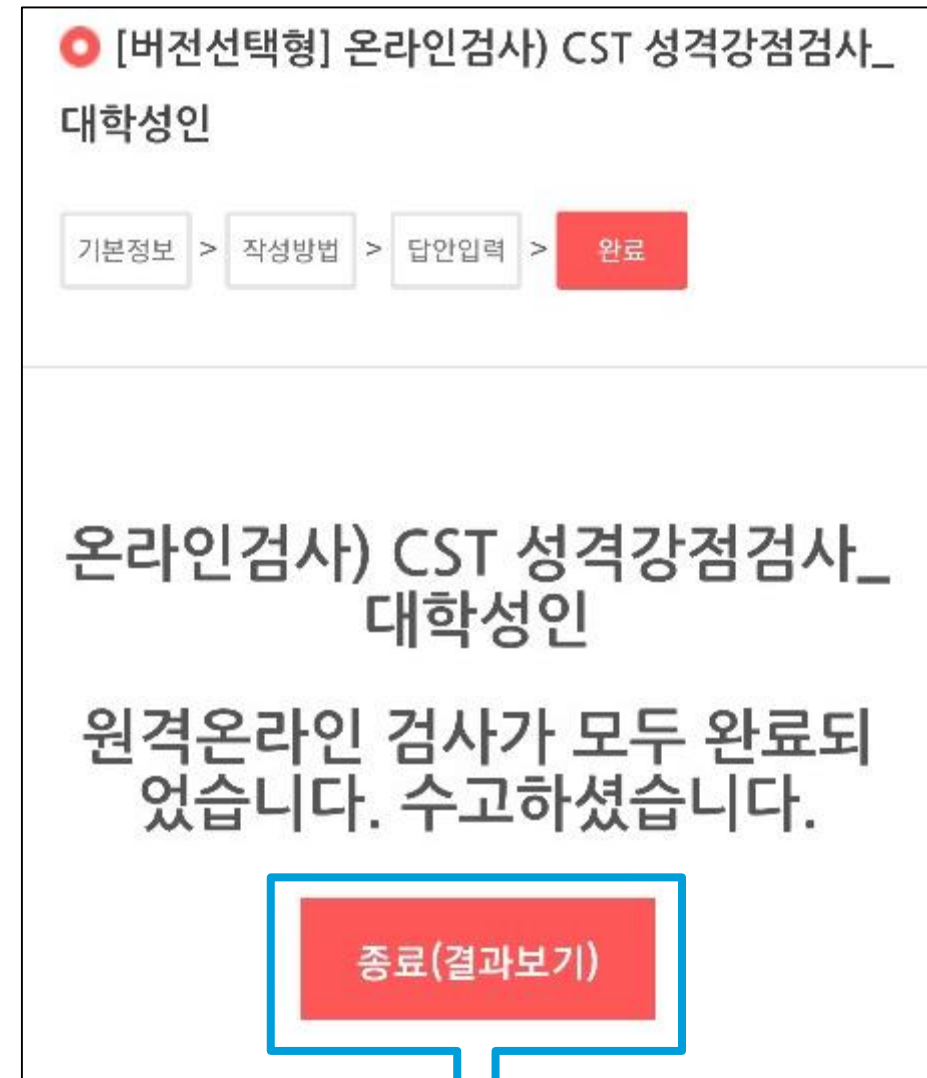 [버전선택형] 온라인검사) CST 성격강점검사_
대학성인
기본정보 > 작성방법 > 답안입력 > 완료
온라인검사) CST 성격강점검사_
대학성인
원격온라인 검사가 모두 완료되
었습니다. 수고하셨습니다.
종료(결과보기)